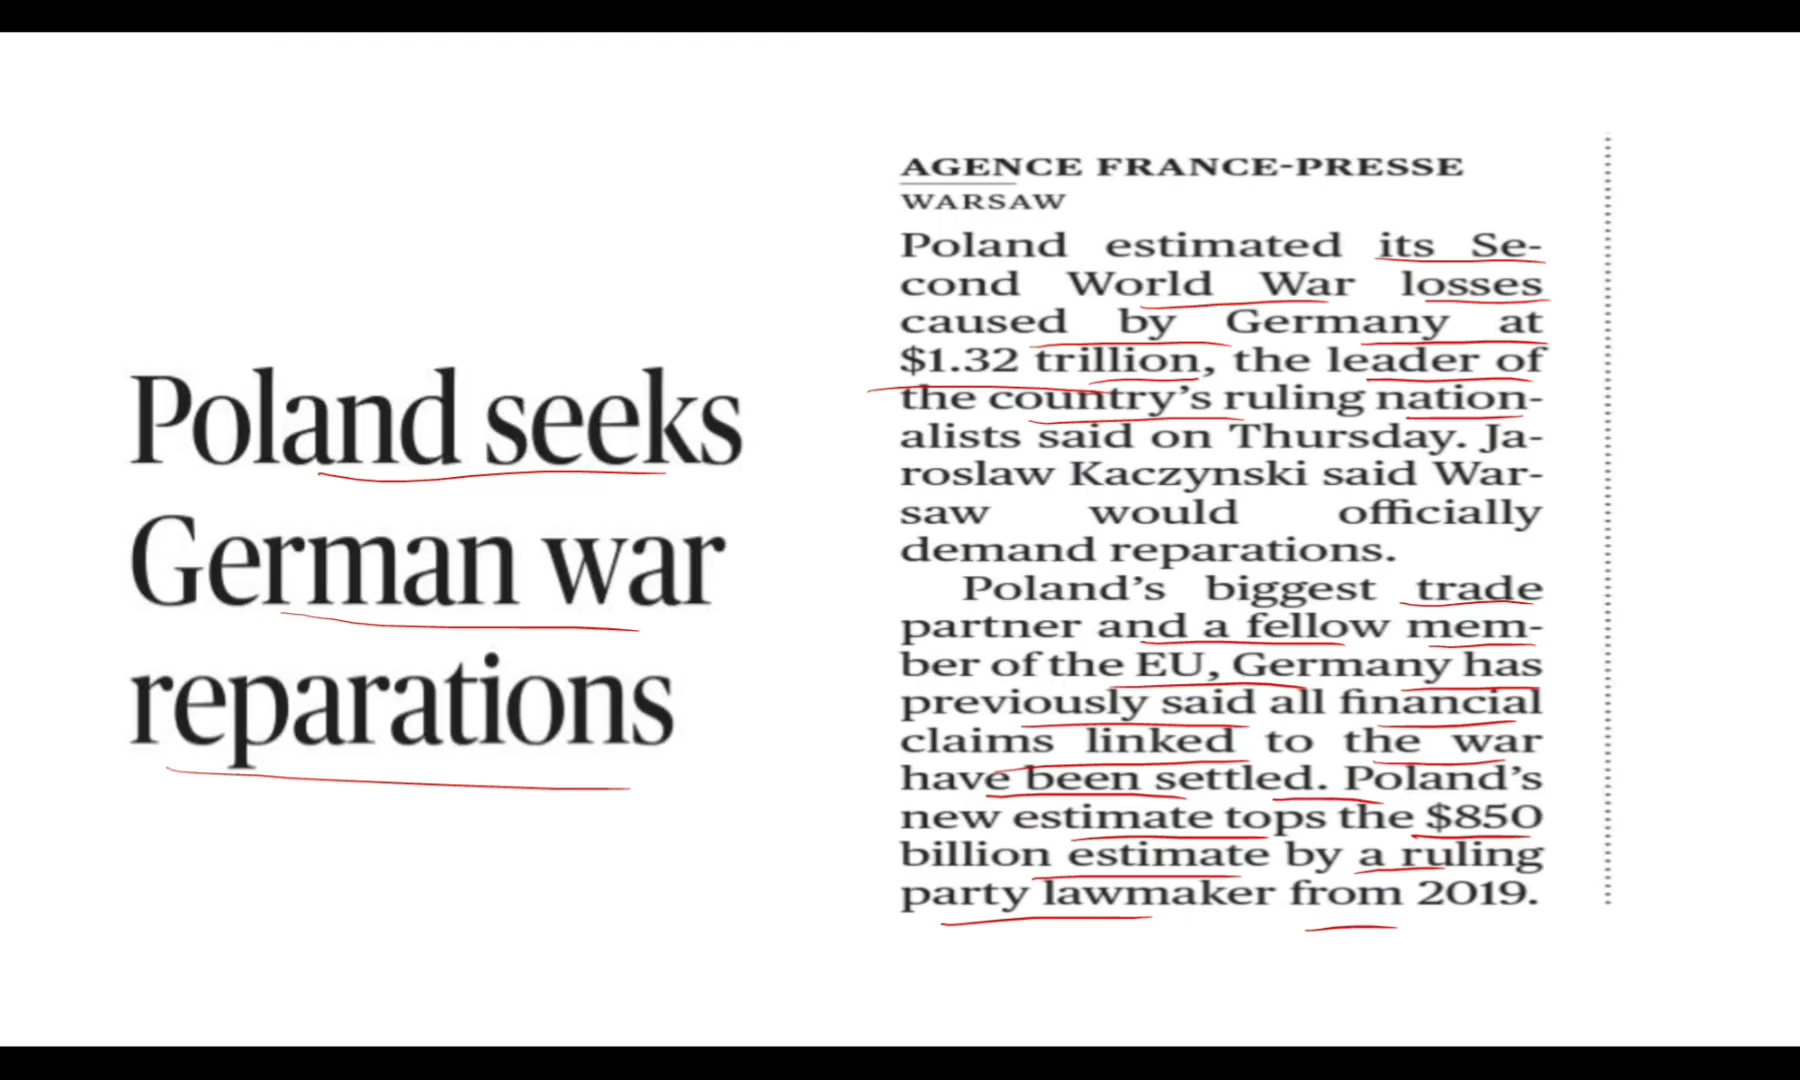 Poland seeks
German war
reparations
AGENCE FRANCE-PRESSE
WARSAW
Poland estimated its Se-
cond World War losses
caused by Germany at
$1.32 trillion, the leader of
the country’s ruling nation-
alists said on Thursday. Ja-
roslaw Kaczynski said War-
saw would officially
demand reparations.
Poland’s biggest trade
partner and a fellow mem-
ber of the EU, Germany has
previously said all financial
claims linked to the war
have been settled. Poland’s
new estimate tops the $850
billion estimate by a ruling
party lawmaker from 2019.